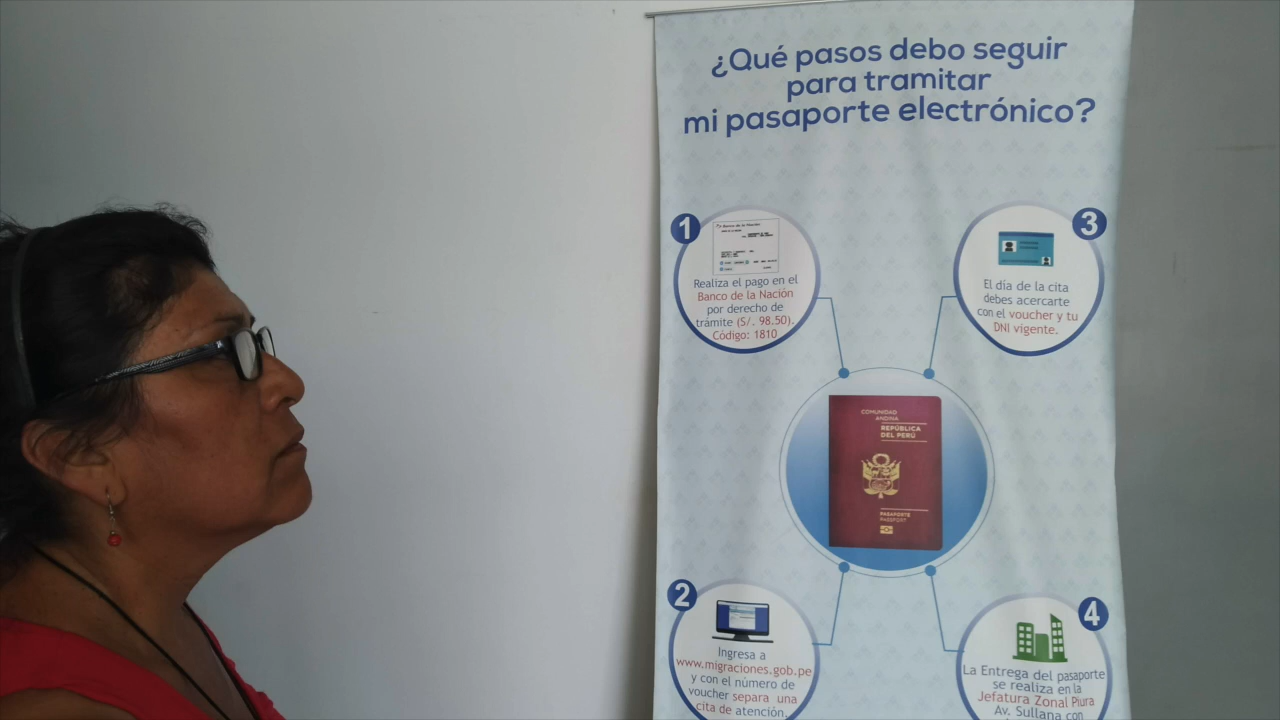 ¿Qué pasos debo seguir
para tramitar
mi pasaporte electrónico?
1
Banco de la Nación
Realiza el pago en el
Banco de la Nación
por derecho de
trámite (S/. 98.50).
Código: 1810
3
El día de la cita
debes acercarte
con el voucher y tu
DNI vigente.
COMUNIDAD
ANDINA
REPÚBLICA
DEL PERÚ
PASAPORTE
PASSPORT
2
Ingresa a
www.migraciones.gob.pe
y con el número de
voucher separa una
cita de atención.
4
La Entrega del pasaporte
se realiza en la
Jefatura Zonal Piura
Av. Sullana con